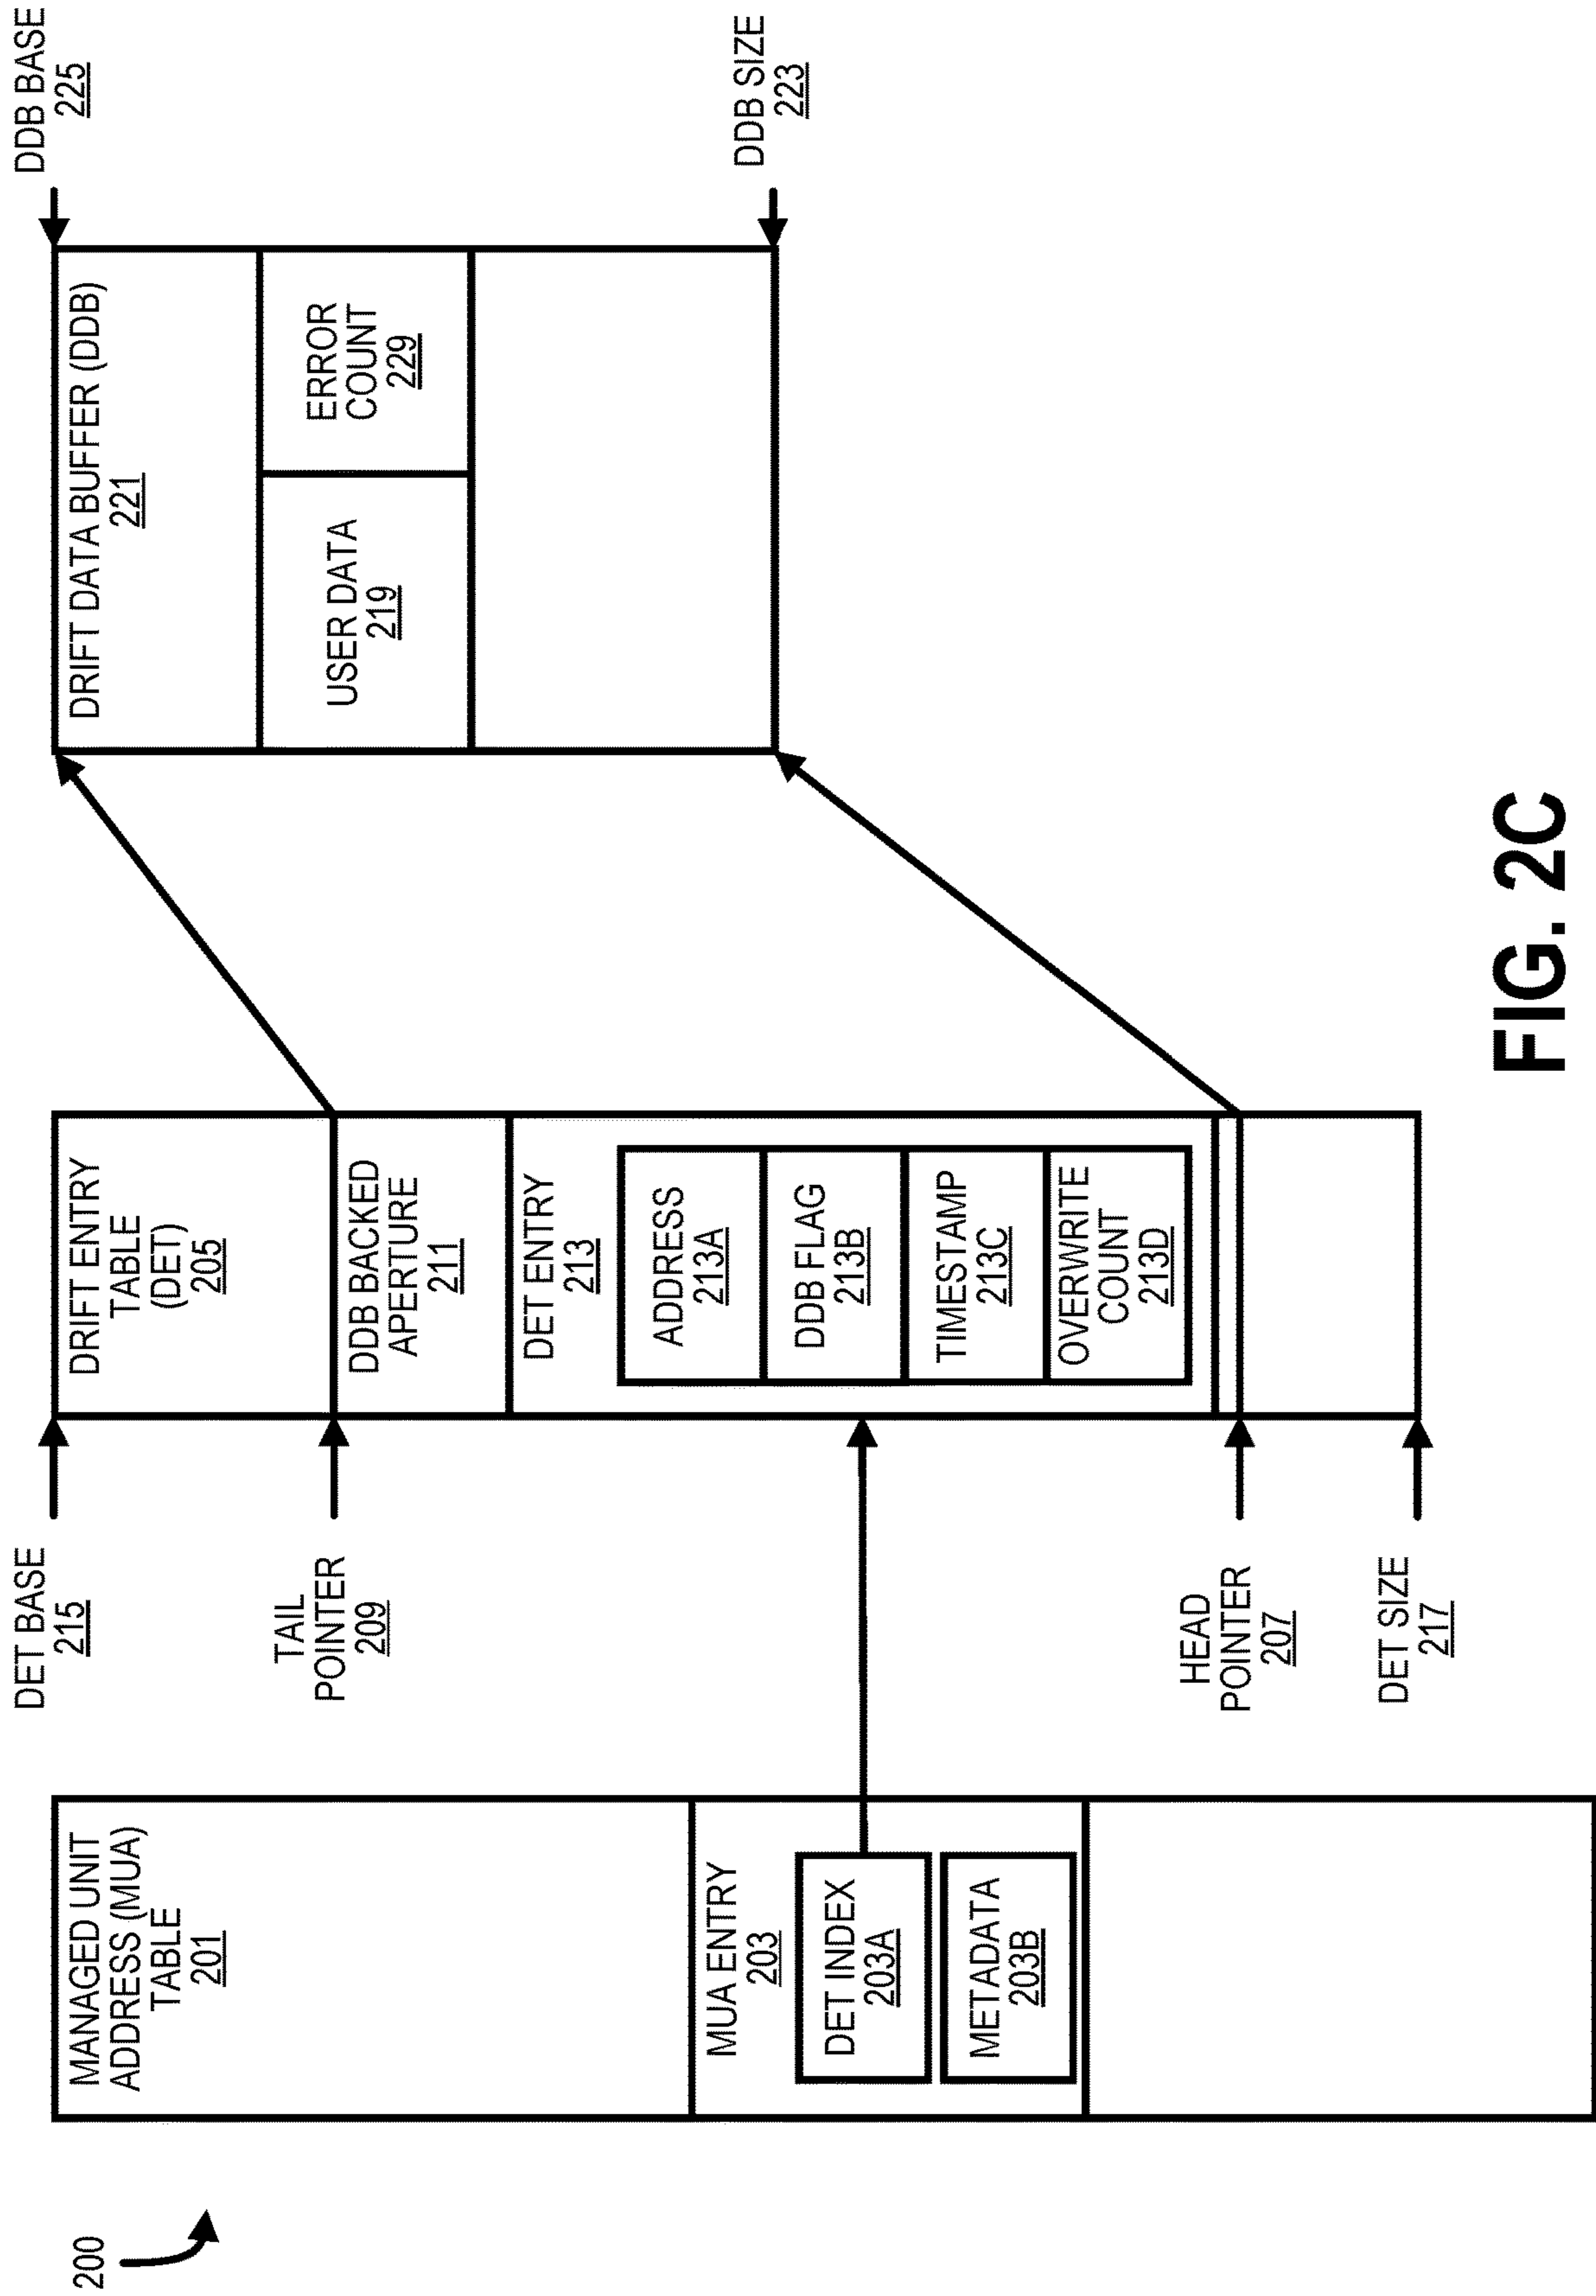 200
MANAGED UNIT
ADDRESS (MUA)
TABLE
201
MUA ENTRY
203
DET INDEX
203A
METADATA
203B
DET BASE
215
TAIL
POINTER
209
HEAD
POINTER
207
DET SIZE
217
DRIFT ENTRY
TABLE
(DET)
205
DDB BACKED
APERTURE
211
DET ENTRY
213
ADDRESS
213A
DDB FLAG
213B
TIMESTAMP
213C
OVERWRITE
COUNT
213D
DRIFT DATA BUFFER (DDB)
221
USER DATA
219
ERROR
COUNT
229
DDB BASE
225
DDB SIZE
223
FIG. 2C